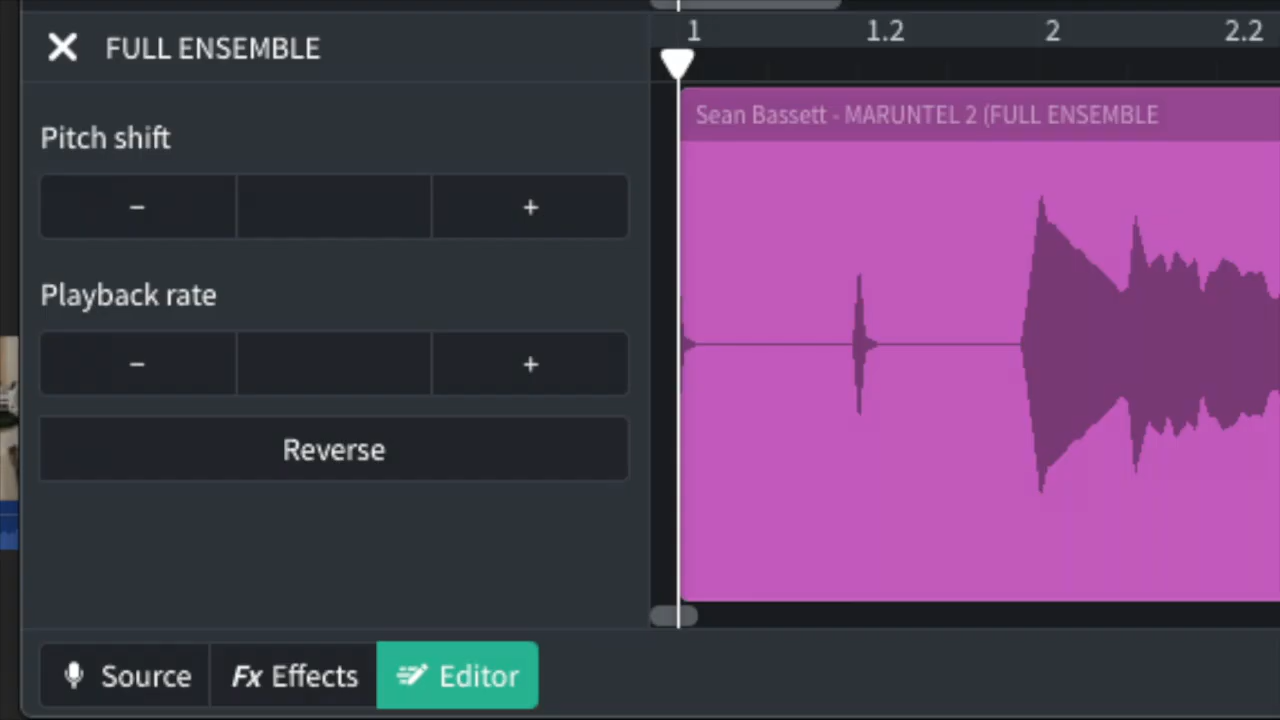 FULL ENSEMBLE
1 1.2 2 2.2
Sean Bassett - MARUNTEL 2 (FULL ENSEMBLE
Pitch shift
− +
Playback rate
− +
Reverse
Source Fx Effects Editor